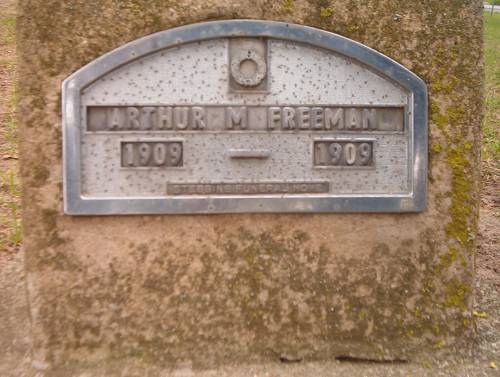 ARTHUR M FREEMAN
1909 — 1909
STEBBINS FUNERAL HOME